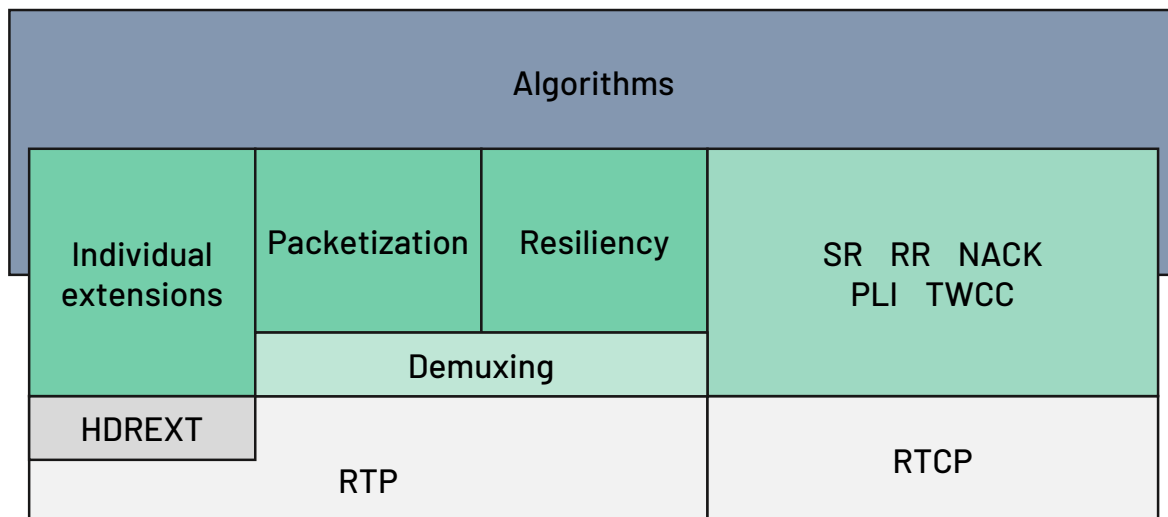 Algorithms
Individual
extensions
Packetization
Resiliency
SR RR NACK
PLI TWCC
Demuxing
HDREXT
RTP
RTCP